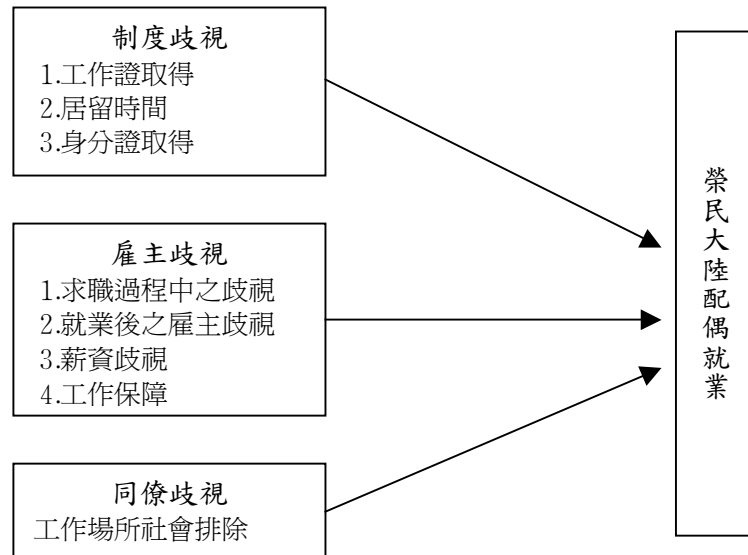 制度歧視
1.工作證取得
2.居留時間
3.身分證取得
雇主歧視
1.求職過程中之歧視
2.就業後之雇主歧視
3.薪資歧視
4.工作保障
同僚歧視
工作場所社會排除
榮民大陸配偶就業